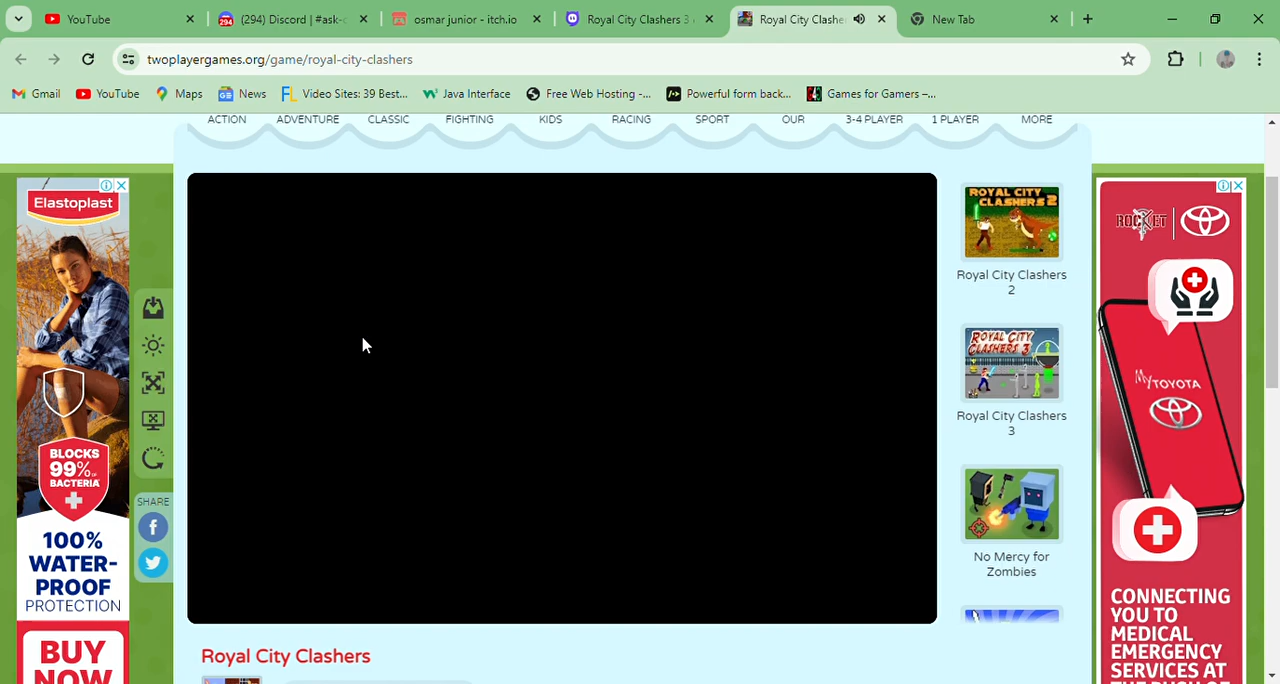 YouTube
(294) Discord | #ask-c
osmar junior - itch.io
Royal City Clashers 3
Royal City Clashe
New Tab
twoplayergames.org/game/royal-city-clashers
Gmail
YouTube
Maps
News
Video Sites: 39 Best...
Java Interface
Free Web Hosting -...
Powerful form back...
Games for Gamers –...
ACTION
ADVENTURE
CLASSIC
FIGHTING
KIDS
RACING
SPORT
OUR
3-4 PLAYER
1 PLAYER
MORE
Elastoplast
BLOCKS
99%
BACTERIA
100%
WATER-
PROOF
PROTECTION
BUY
NOW
SHARE
ROYAL CITY
CLASHERS 2
Royal City Clashers
2
ROYAL CITY
CLASHERS 3
Royal City Clashers
3
No Mercy for
Zombies
Royal City Clashers
ROCKET
TOYOTA
MyTOYOTA
CONNECTING
YOU TO
MEDICAL
EMERGENCY
SERVICES AT